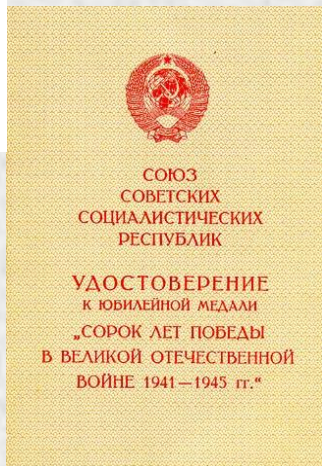 СОЮЗ
СОВЕТСКИХ
СОЦИАЛИСТИЧЕСКИХ
РЕСПУБЛИК
УДОСТОВЕРЕНИЕ
К ЮБИЛЕЙНОЙ МЕДАЛИ
„СОРОК ЛЕТ ПОБЕДЫ
В ВЕЛИКОЙ ОТЕЧЕСТВЕННОЙ
ВОЙНЕ 1941—1945 гг.“